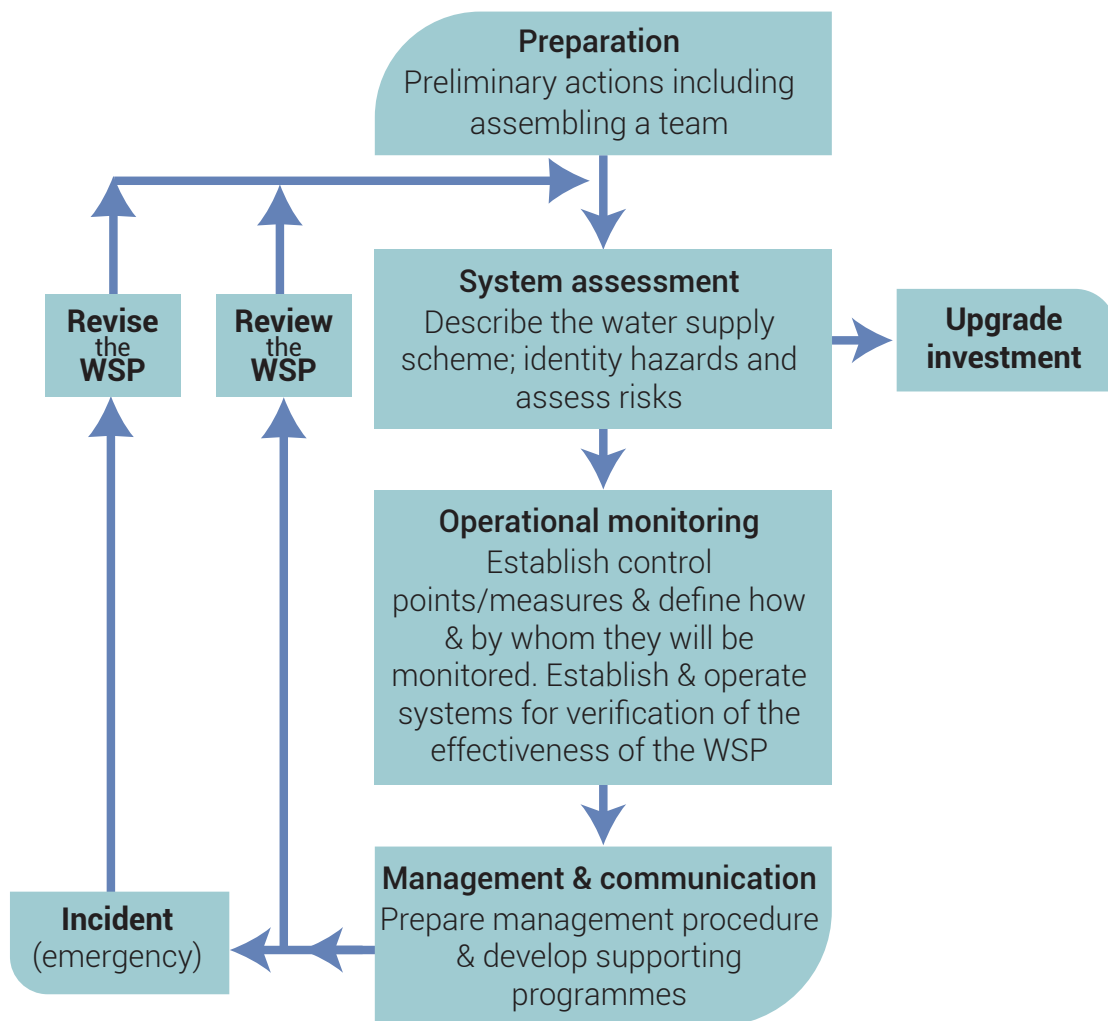 Preparation
Preliminary actions including
assembling a team
Revise
the
WSP
Review
the
WSP
System assessment
Describe the water supply
scheme; identity hazards and
assess risks
Upgrade
investment
Operational monitoring
Establish control
points/measures & define how
& by whom they will be
monitored. Establish & operate
systems for verification of the
effectiveness of the WSP
Management & communication
Prepare management procedure
& develop supporting
programmes
Incident
(emergency)